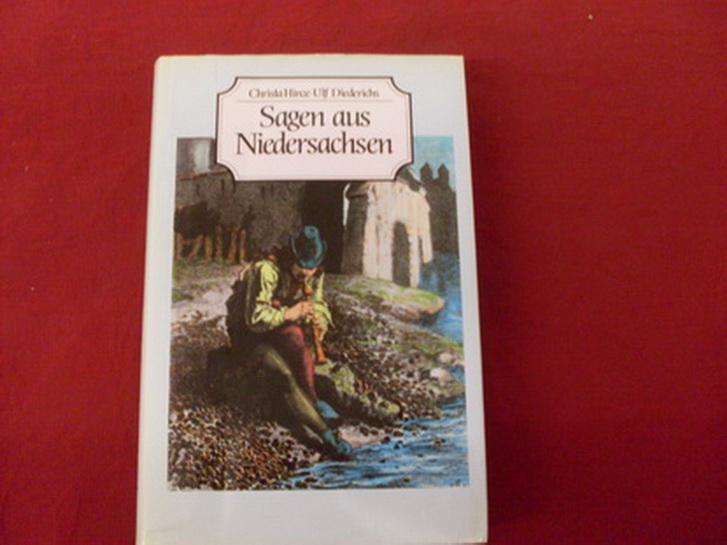 Christa Hinze · Ulf Diederichs
Sagen aus
Niedersachsen